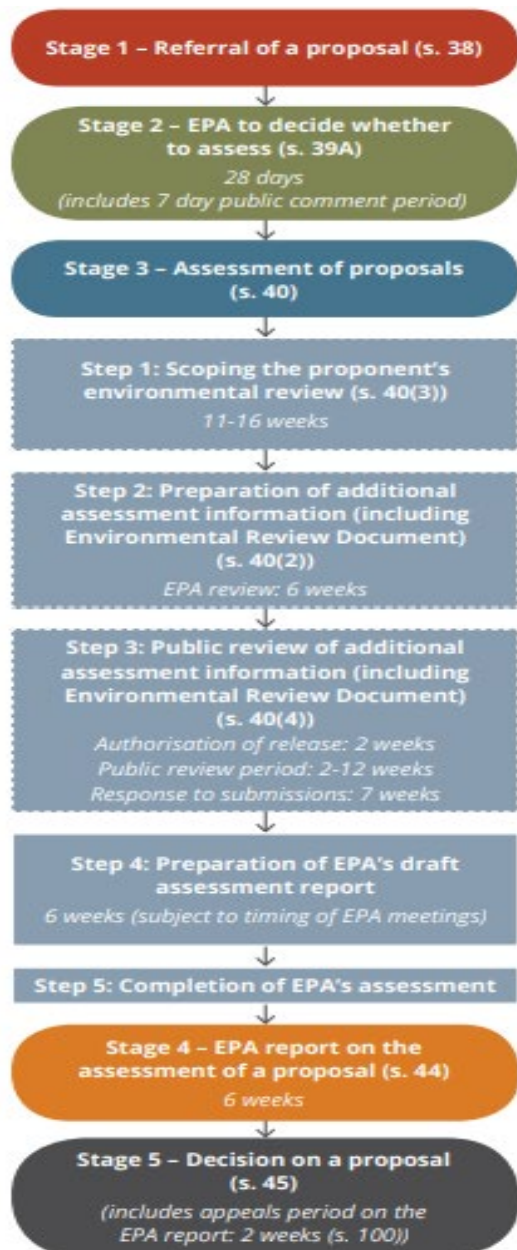 Stage 1 – Referral of a proposal (s. 38)
Stage 2 – EPA to decide whether
to assess (s. 39A)
28 days
(includes 7 day public comment period)
Stage 3 – Assessment of proposals
(s. 40)
Step 1: Scoping the proponent's
environmental review (s. 40(3))
11-16 weeks
Step 2: Preparation of additional
assessment information (including
Environmental Review Document)
(s. 40(2))
EPA review: 6 weeks
Step 3: Public review of additional
assessment information (including
Environmental Review Document)
(s. 40(4))
Authorisation of release: 2 weeks
Public review period: 2-12 weeks
Response to submissions: 7 weeks
Step 4: Preparation of EPA's draft
assessment report
6 weeks (subject to timing of EPA meetings)
Step 5: Completion of EPA's assessment
Stage 4 – EPA report on the
assessment of a proposal (s. 44)
6 weeks
Stage 5 – Decision on a proposal
(s. 45)
(includes appeals period on the
EPA report: 2 weeks (s. 100))